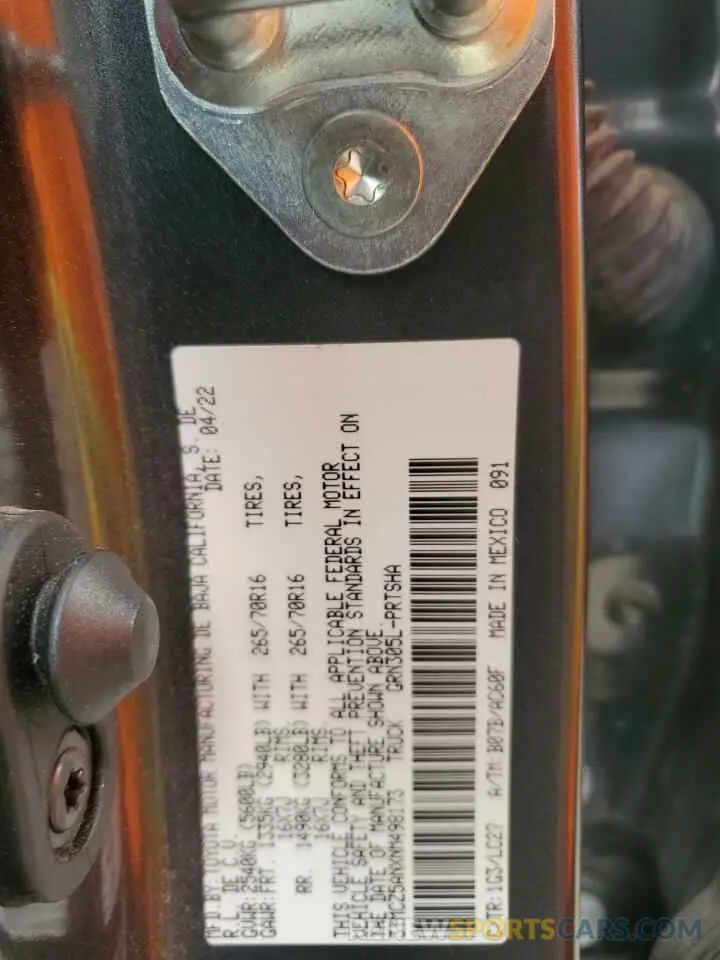 MFD.BY: TOYOTA MOTOR MANUFACTURING DE BAJA CALIFORNIA, S. DE
R.L. DE C.V. DATE: 04/22
GVWR: 2540KG (5600LB)
GAWR: FRT. 1335KG (2940LB) WITH 265/70R16 TIRES,
16X7J RIMS
RR. 1490KG (3280LB) WITH 265/70R16 TIRES,
16X7J RIMS
THIS VEHICLE CONFORMS TO ALL APPLICABLE FEDERAL MOTOR
VEHICLE SAFETY AND THEFT PREVENTION STANDARDS IN EFFECT ON
THE DATE OF MANUFACTURE SHOWN ABOVE.
TRUCK GRN305L-PRTSHA
TR: 1G3/LC27 A/TM: B07B/AC60F MADE IN MEXICO 091
VIEWSPORTSCARS.COM